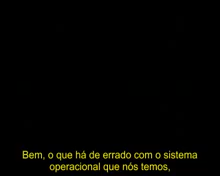 Bem, o que há de errado com o sistema
operacional que nós temos,